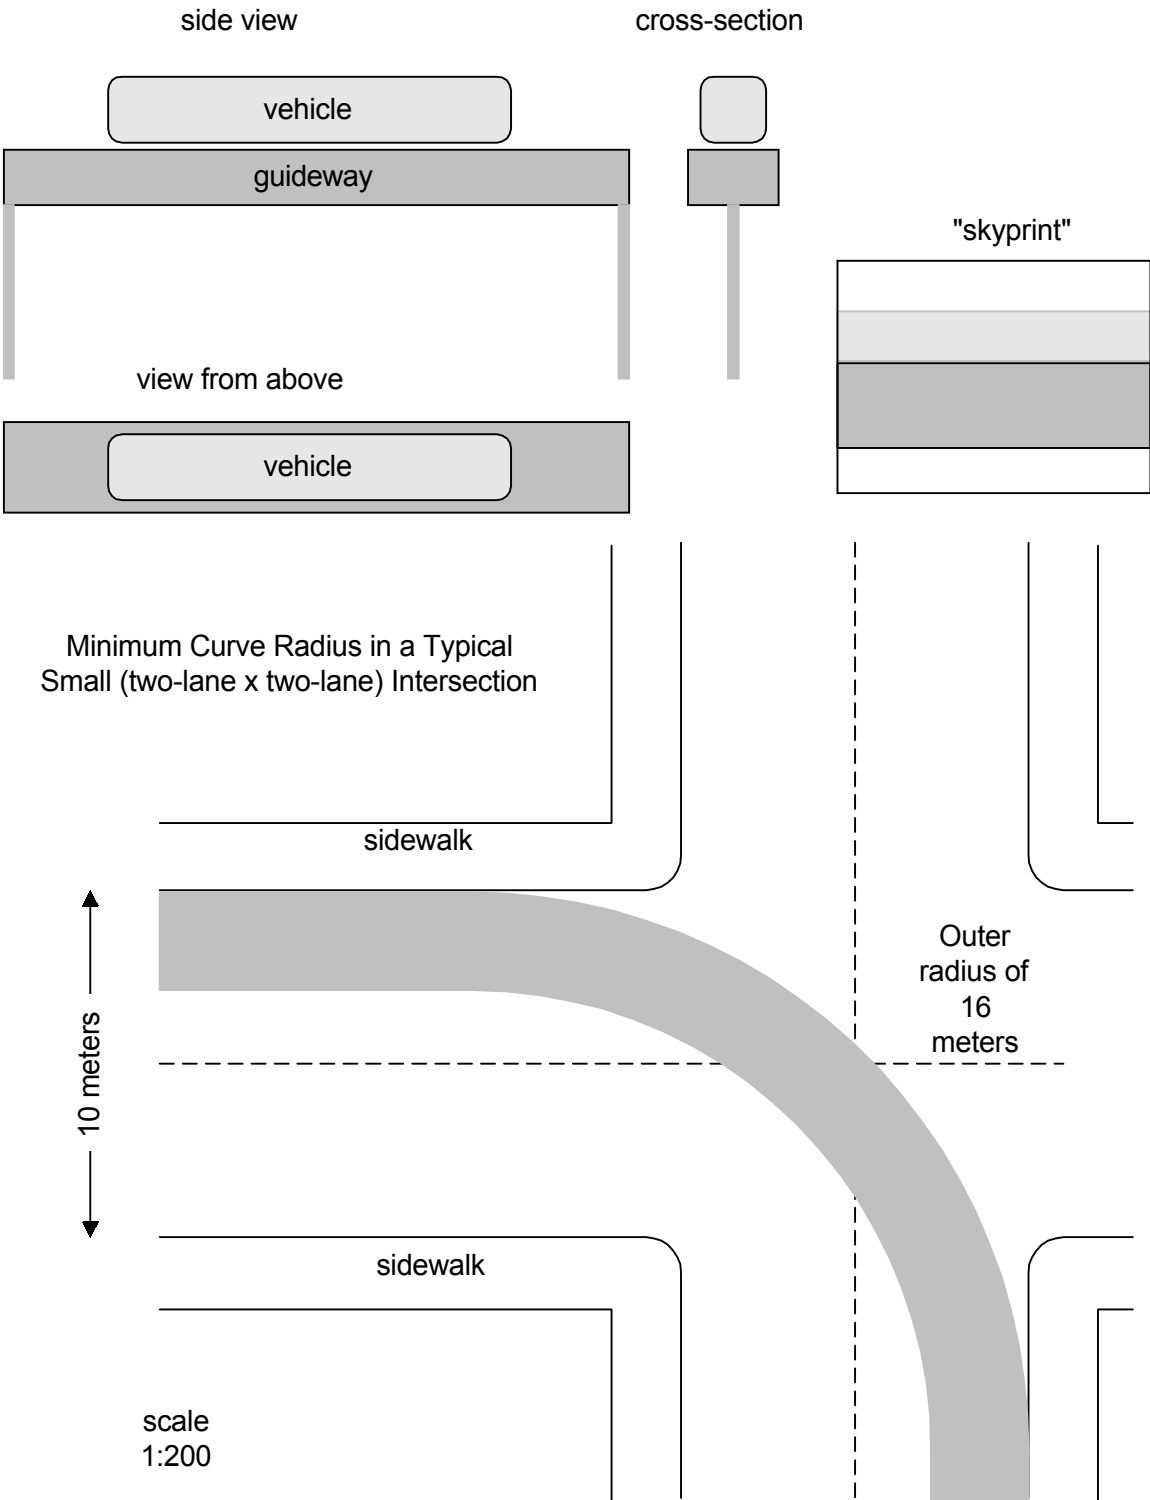 side view
cross-section
vehicle
guideway
"skyprint"
view from above
vehicle
Minimum Curve Radius in a Typical
Small (two-lane x two-lane) Intersection
sidewalk
Outer
radius of
16
meters
10 meters
sidewalk
scale
1:200